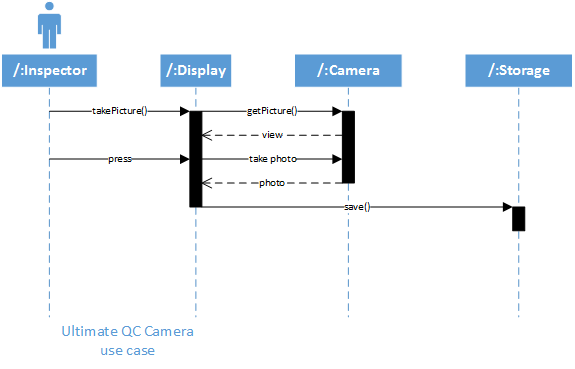 /:Inspector
/:Display
/:Camera
/:Storage
takePicture()
getPicture()
view
press
take photo
photo
save()
Ultimate QC Camera
use case